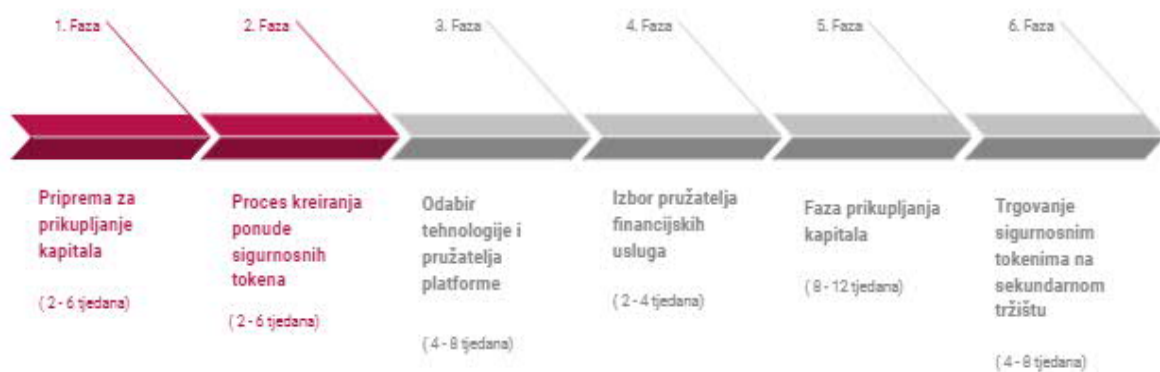 1. Faza
2. Faza
3. Faza
4. Faza
5. Faza
6. Faza
Priprema za
prikupljanje
kapitala
( 2 - 6 tjedana)
Proces kreiranja
ponude
sigurnosnih
tokena
( 2 - 6 tjedana)
Odabir
tehnologije i
pružatelja
platforme
( 4 - 8 tjedana)
Izbor pružatelja
financijskih
usluga
( 2 - 4 tjedana)
Faza prikupljanja
kapitala
( 8 - 12 tjedana)
Trgovanje
sigurnosnim
tokenima na
sekundarnom
tržištu
( 4 - 8 tjedana)